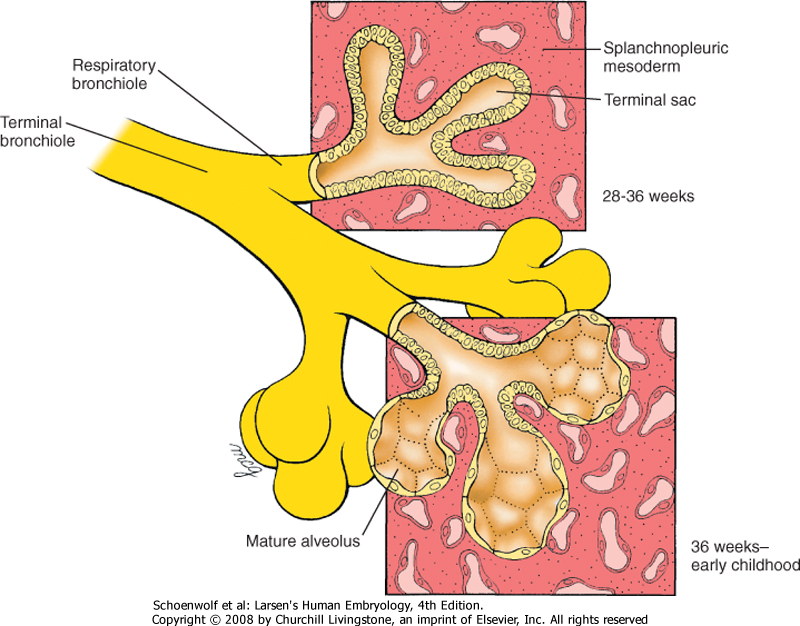 Splanchnopleuric
mesoderm
Respiratory
bronchiole
Terminal sac
Terminal
bronchiole
28-36 weeks
mcg
Mature alveolus
36 weeks–
early childhood
Schoenwolf et al: Larsen's Human Embryology, 4th Edition.
Copyright © 2008 by Churchill Livingstone, an imprint of Elsevier, Inc. All rights reserved